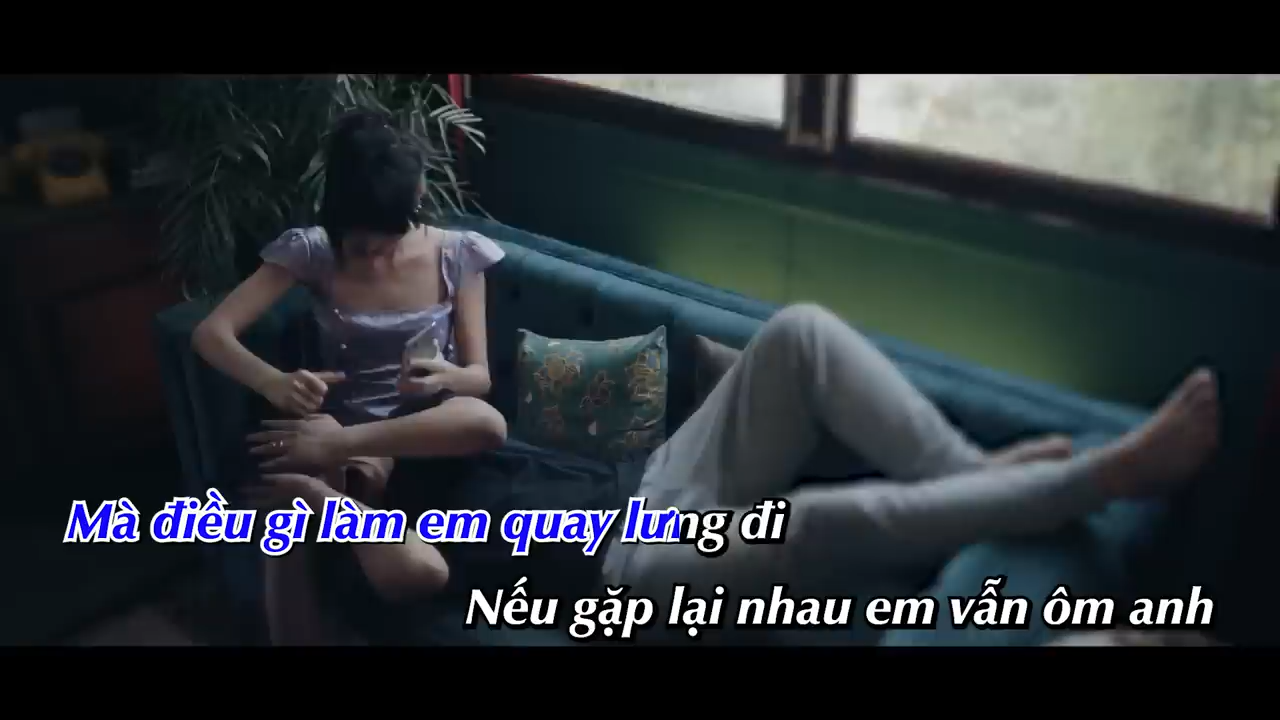 Mà điều gì làm em quay lưng đi
Nếu gặp lại nhau em vẫn ôm anh